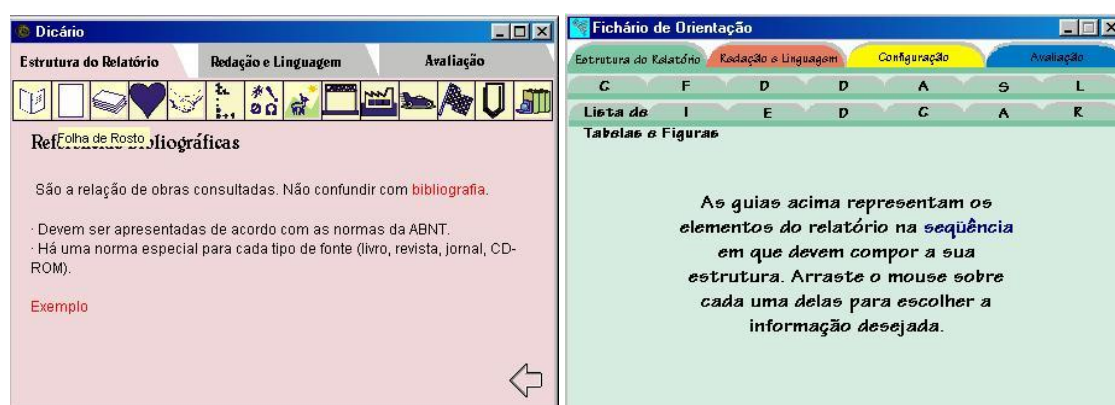 Dicário
Estrutura do Relatório Redação e Linguagem Avaliação
Folha de Rosto
São a relação de obras consultadas. Não confundir com bibliografia.
· Devem ser apresentadas de acordo com as normas da ABNT.
· Há uma norma especial para cada tipo de fonte (livro, revista, jornal, CD-
ROM).
Exemplo
Fichário de Orientação
Estrutura do Relatório Redação e Linguagem Configuração Avaliação
C F D D A S L
Lista de I E D C A R
Tabelas e Figuras
As guias acima representam os
elementos do relatório na seqüência
em que devem compor a sua
estrutura. Arraste o mouse sobre
cada uma delas para escolher a
informação desejada.